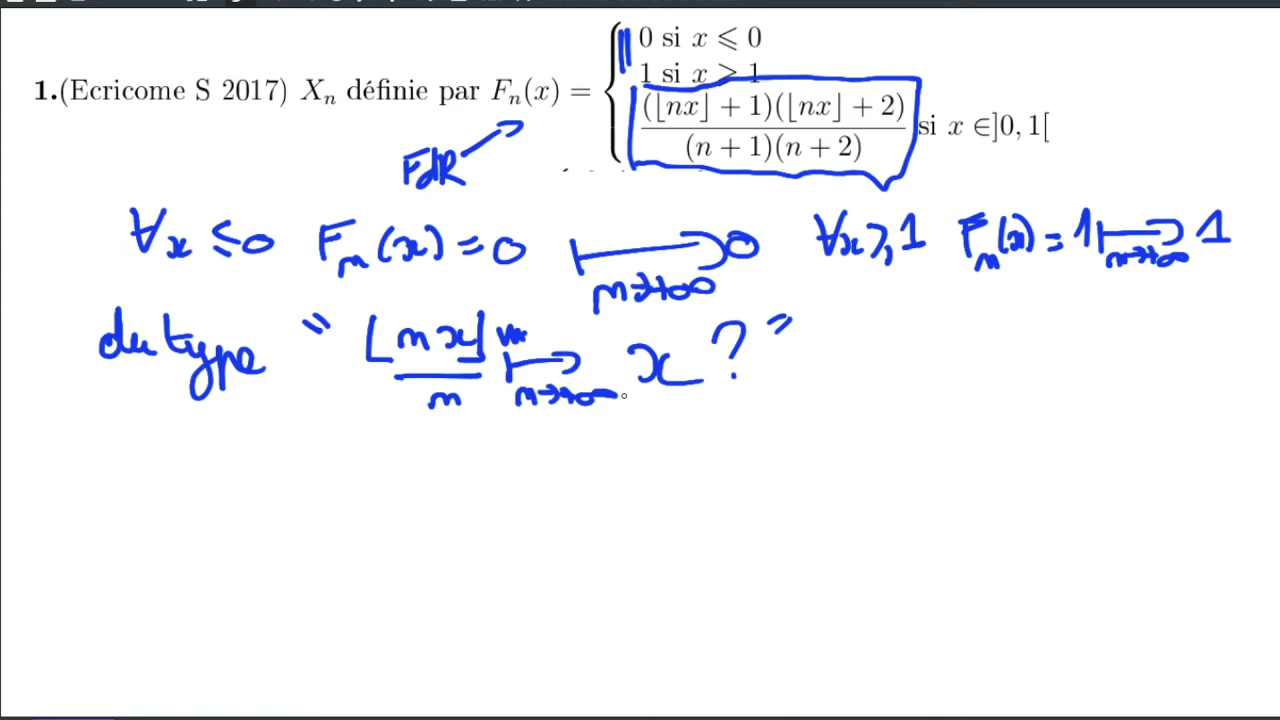 0 si x ⩽ 0
1 si x ⩾ 1
1.(Ecricome S 2017) X_n définie par F_n(x) = { (⌊nx⌋ + 1)(⌊nx⌋ + 2) / (n + 1)(n + 2) si x ∈]0, 1[
FdR
∀x ≤ 0 F_n(x) = 0 ⟼ 0 n→+∞ ∀x ⩾ 1 F_n(x) = 1 ⟼ 1 n→+∞
du type " ⌊nx⌋ / n ⟼ x ? " n→+∞